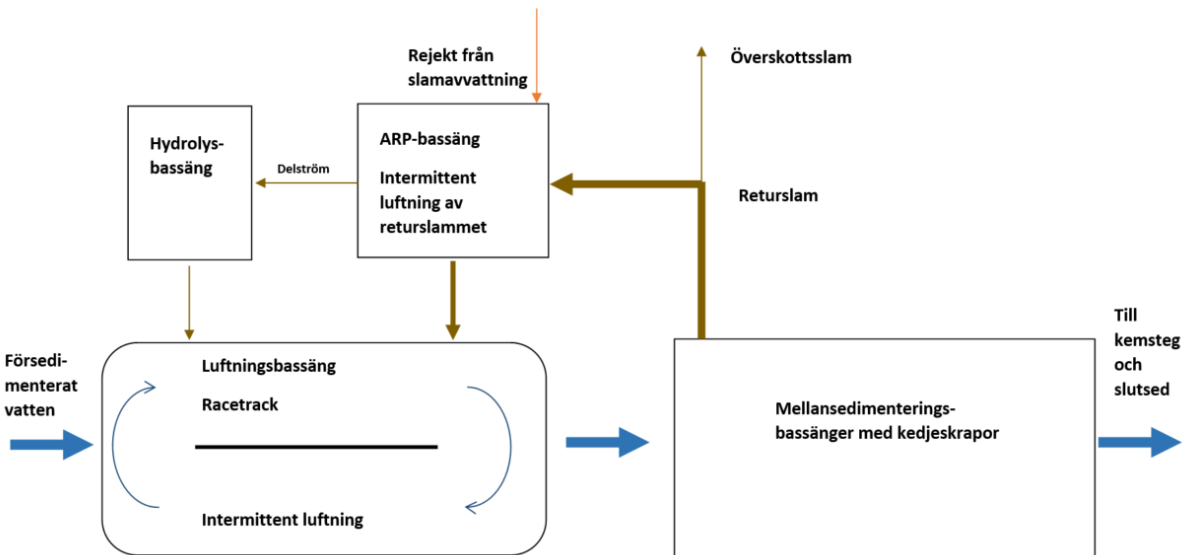 Rejekt från
slamavvattning
Överskottsslam
Hydrolys-
bassäng
Delström
ARP-bassäng
Intermittent
luftning av
returslammet
Returslam
Försedi-
menterat
vatten
Luftningsbassäng
Racetrack
Intermittent luftning
Mellansedimenterings-
bassänger med kedjeskrapor
Till
kemsteg
och
slutsed